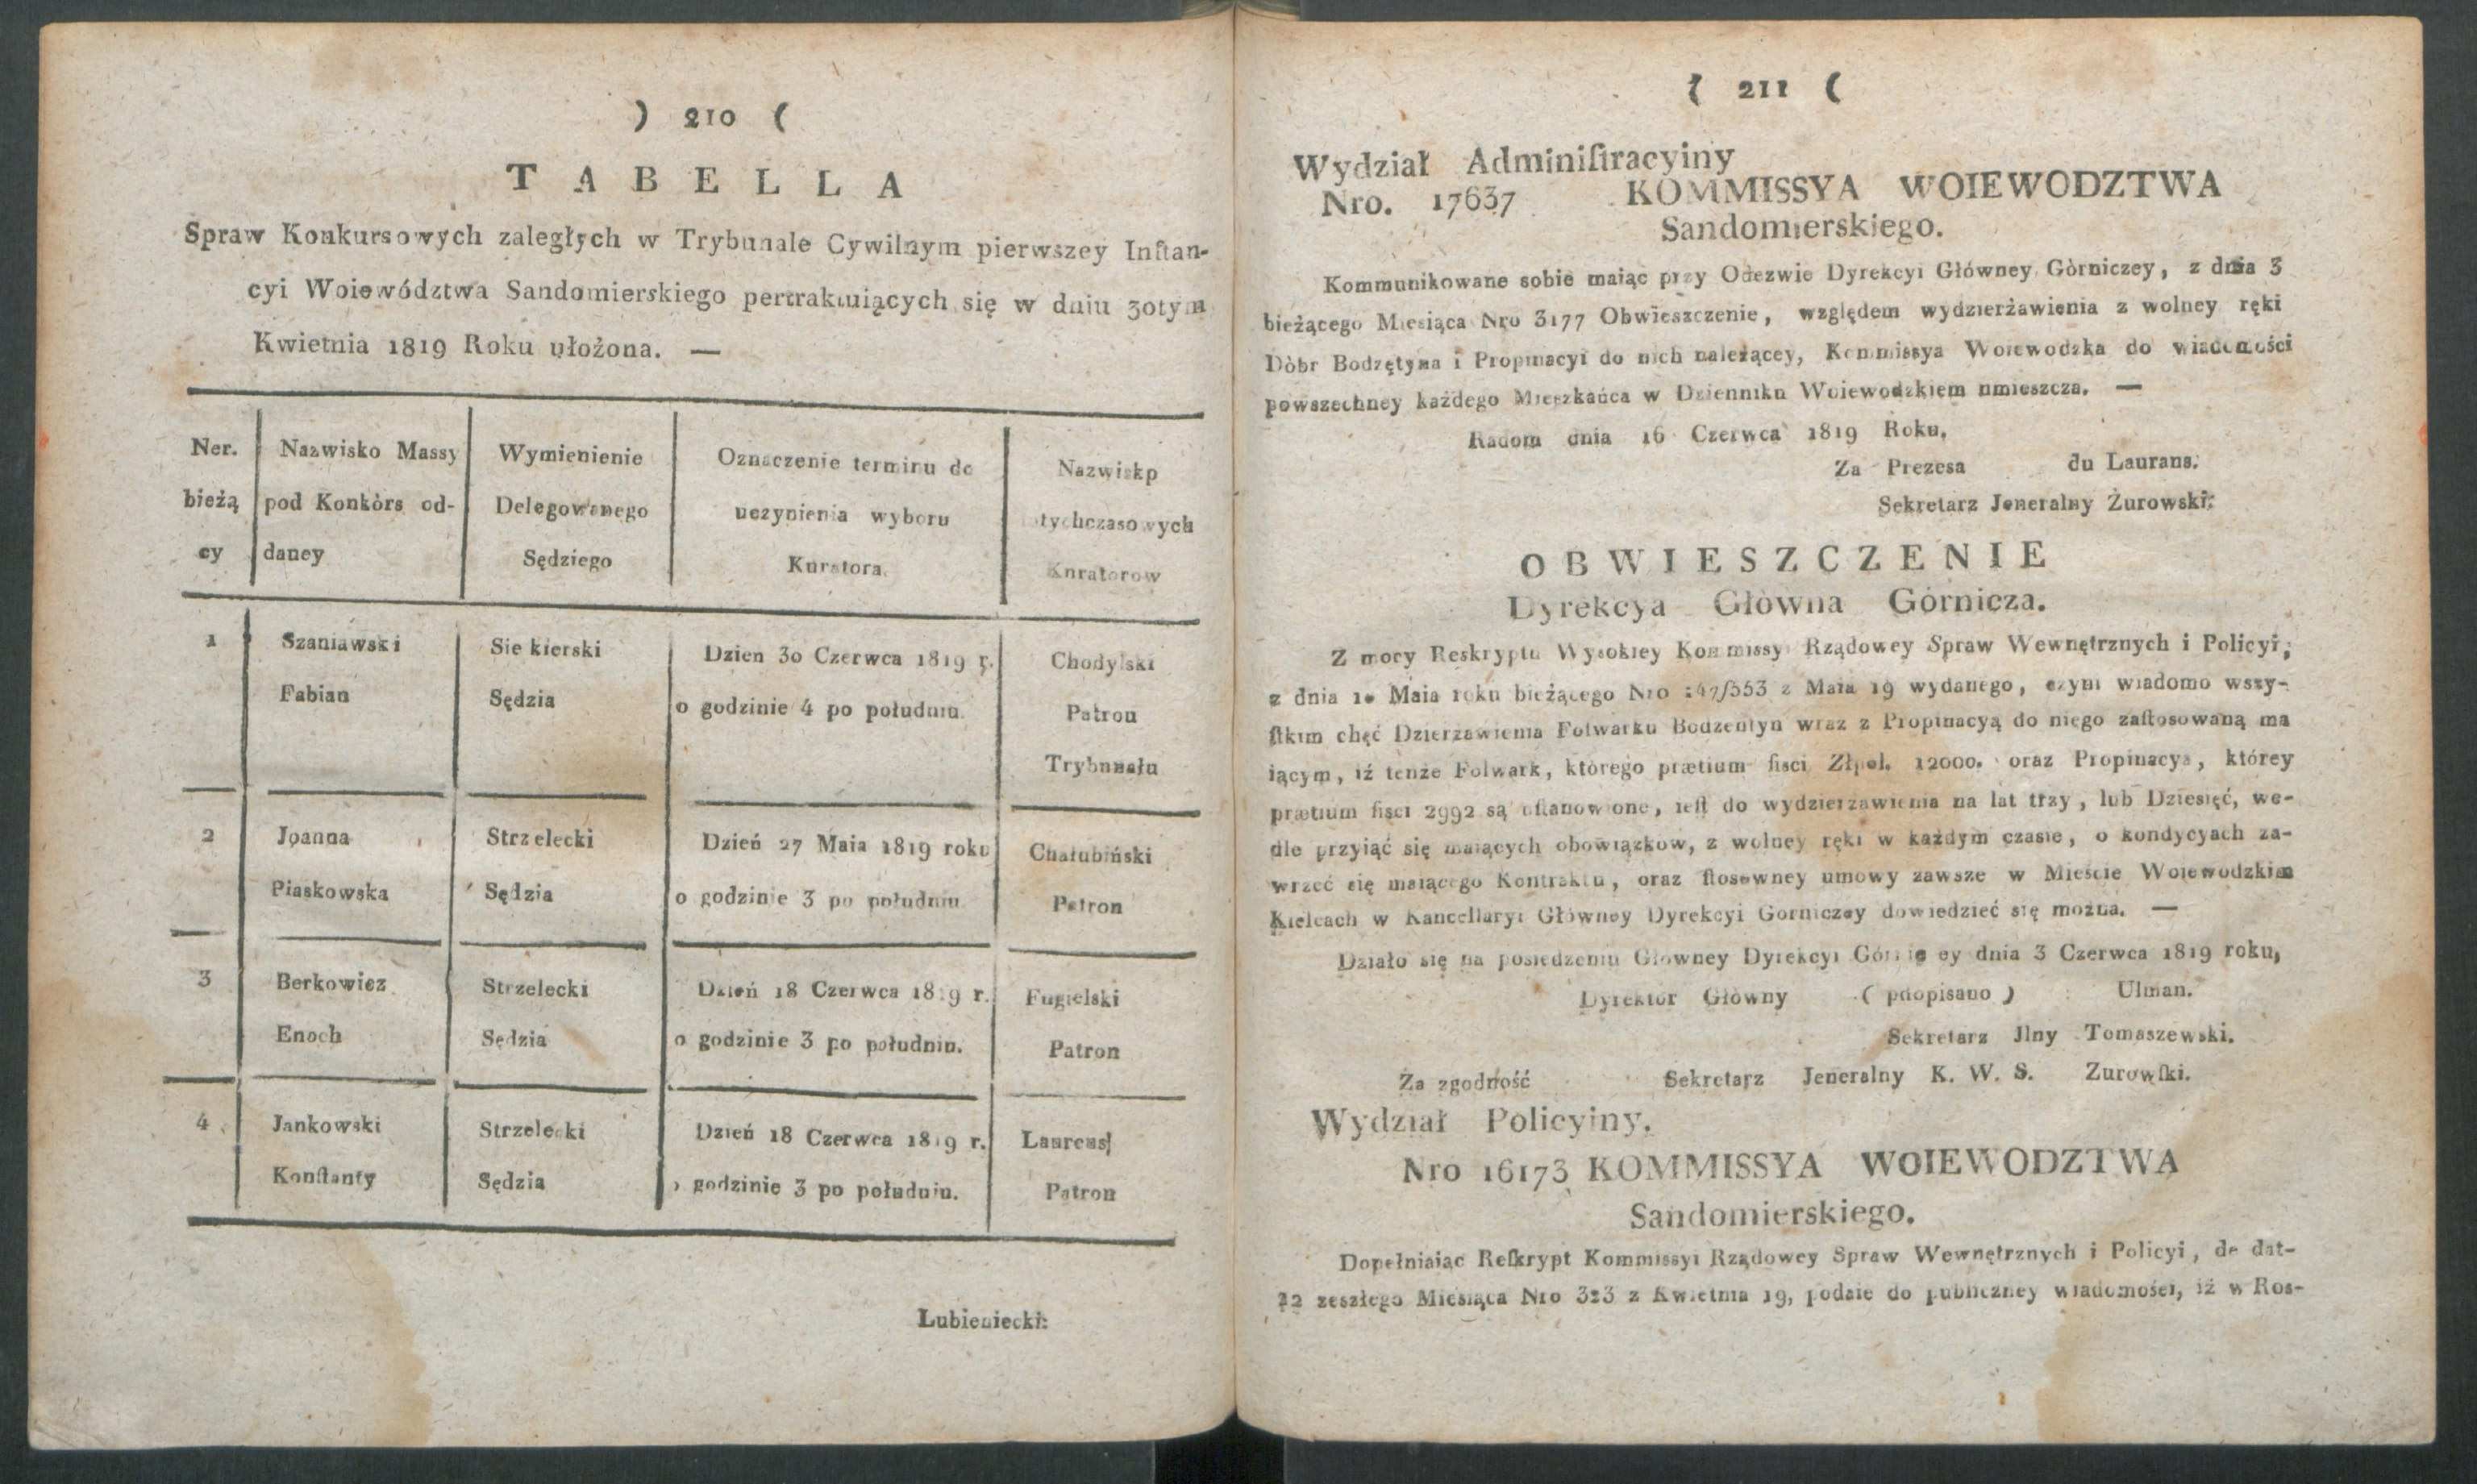 ) 210 (
TABELLA
Spraw Konkursowych zaległych w Trybunale Cywilnym pierwszey Inſtan-
cyi Woiewództwa Sandomierskiego pertraktuiących się w dniu 30tym
Kwietnia 1819 Roku ułożona. —
Ner.
bieżą
cy
Nazwisko Massy
pod Konkòrs od-
daney
Wymienienie
Delegowanego
Sędziego
Oznaczenie terminu do
uczynienia wyboru
Kuratora
Nazwiskp
otychczasowych
Knratorow
1
Szaniawski
Fabian
Sie kierski
Sędzia
Dzien 30 Czerwca 1819 r.
o godzinie 4 po południu
Chodylski
Patron
Trybunału
2
Joanna
Piaskowska
Strzelecki
Sędzia
Dzień 27 Maia 1819 roku
o godzinie 3 po południu
Chałubiński
Patron
3
Berkowicz
Enoch
Strzelecki
Sędzia
Dzień 18 Czerwca 1819 r.
o godzinie 3 po południu.
Fugielski
Patron
4
Jankowski
Konſtanty
Strzelecki
Sędzia
Dzień 18 Czerwca 1819 r.
o godzinie 3 po południu.
Patron
Lubieniecki:
( 211 (
Wydział Adminiſtracyiny
Nro. 17637 KOMMISSYA WOIEWODZTWA
Sandomierskiego.
Kommunikowane sobie maiąc przy Odezwie Dyrekcyi Główney Gòrniczey, z dnia 3
bieżącego Miesiąca Nro 3177 Obwieszczenie, względem wydzierżawienia z wolney ręki
Dòbr Bodzętyna i Propinacyi do nich należącey, Kommissya Woiewodzka do wiadomości
powszechney każdego Mieszkańca w Dzienniku Woiewodzkiem umieszcza. —
Radom dnia 16 Czerwca 1819 Roku,
Za Prezesa du Laurans.
Sekretarz Jeneralny Żurowski:
OBWIESZCZENIE
Dyrekcya Glòwna Gòrnicza.
Z mocy Reskryptu Wysokiey Kommissyi Rządowey Spraw Wewnętrznych i Policyi,
z dnia Maia roku bieżącego Nro z Maia 19 wydanego, czyni wiadomo wszy-
ſtkim chęć Dzierzawienia Folwarku Bodzentyn wraz z Propinacyą do niego zaſtosowaną ma
iącym, iż tenże Folwark, ktòrego prætium fisci Złpol. 12000. oraz Propinacya, ktòrey
prætium fisci 2992 są uſtanowione, ieſt do wydzierzawienia na lat trzy, lub Dziesięć, we-
dle przyiąć się maiących obowiązkow, z wolney ręki w każdym czasie, o kondycyach za-
wrzeć się maiącego Kontraktu, oraz ſtosowney umowy zawsze w Mieście Woiewodzkim
Kielcach w Kancellaryi Głòwney Dyrekcyi Gorniczey dowiedzieć się można. —
Działo się na posiedzeniu Głowney Dyrekcyi dnia 3 Czerwca 1819 roku,
Dyrektor Głòwny ( pdopisano ) Ulman.
Sekretarz Jlny Tomaszewski.
Za zgodność Sekretarz Jeneralny K. W. S. Zurowſki.
Wydział Policyiny.
Nro 16173 KOMMISSYA WOIEWODZTWA
Sandomierskiego.
Dopełniaiąc Reſkrypt Kommissyi Rządowey Spraw Wewnętrznych i Policyi, de dat-
22 zeszłego Miesiąca Nro 323 z Kwietnia 19, podaie do publiczney wiadomości, iż w Ros-